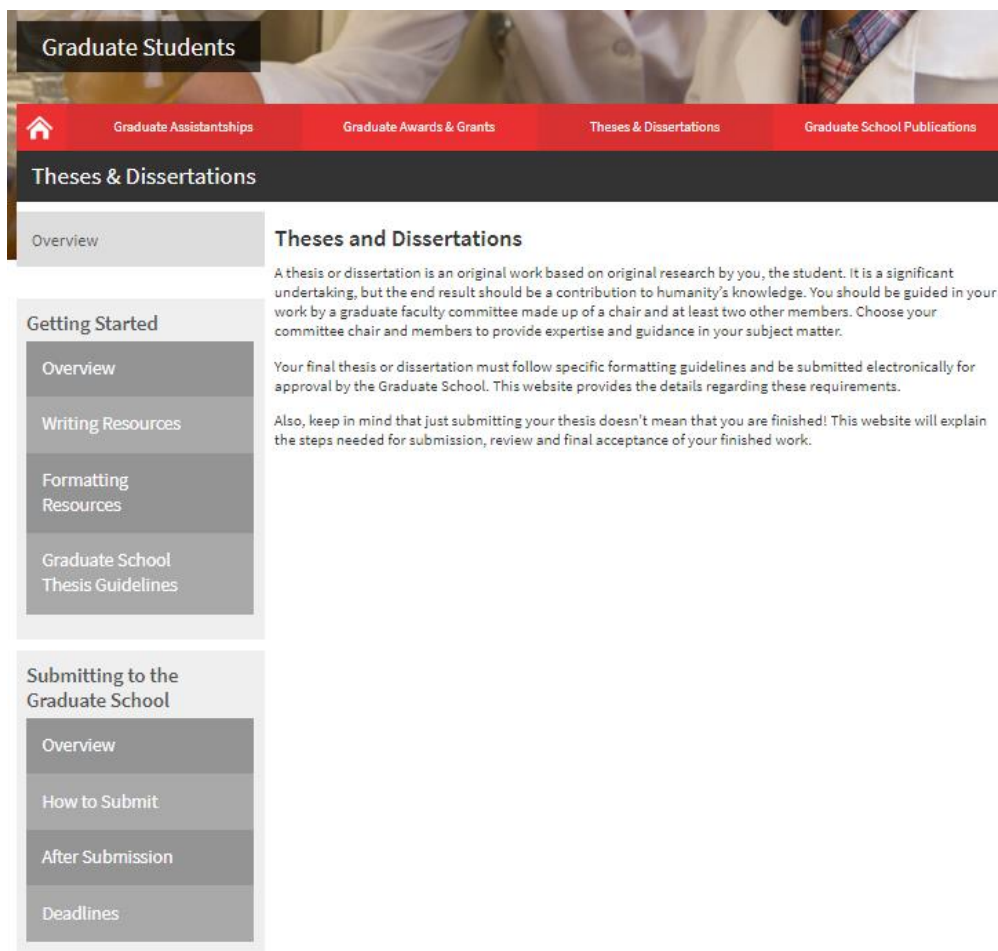 Graduate Students
Graduate Assistantships
Graduate Awards & Grants
Theses & Dissertations
Graduate School Publications
Theses & Dissertations
Overview
Getting Started
Overview
Writing Resources
Formatting
Resources
Graduate School
Thesis Guidelines
Submitting to the
Graduate School
Overview
How to Submit
After Submission
Deadlines
Theses and Dissertations
A thesis or dissertation is an original work based on original research by you, the student. It is a significant
undertaking, but the end result should be a contribution to humanity's knowledge. You should be guided in your
work by a graduate faculty committee made up of a chair and at least two other members. Choose your
committee chair and members to provide expertise and guidance in your subject matter.
Your final thesis or dissertation must follow specific formatting guidelines and be submitted electronically for
approval by the Graduate School. This website provides the details regarding these requirements.
Also, keep in mind that just submitting your thesis doesn't mean that you are finished! This website will explain
the steps needed for submission, review and final acceptance of your finished work.